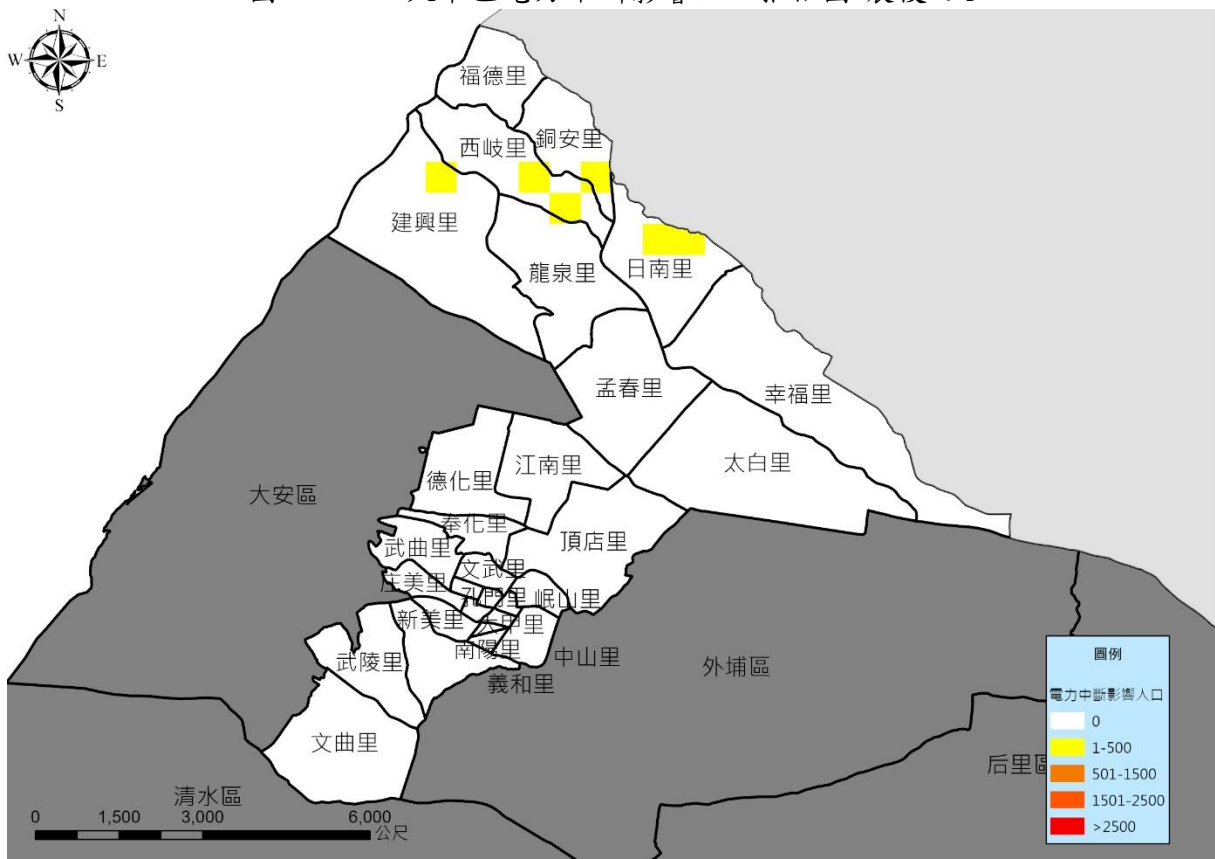 N
W
E
S
福德里
銅安里
西岐里
建興里
龍泉里
日南里
孟春里
幸福里
太白里
江南里
德化里
大安區
奉化里
頂店里
武曲里
文武里
庄美里
孔門里
岷山里
新美里
大甲里
南陽里
中山里
武陵里
義和里
外埔區
文曲里
后里區
清水區
0 1,500 3,000 6,000
公尺
圖例
電力中斷影響人口
0
1-500
501-1500
1501-2500
>2500